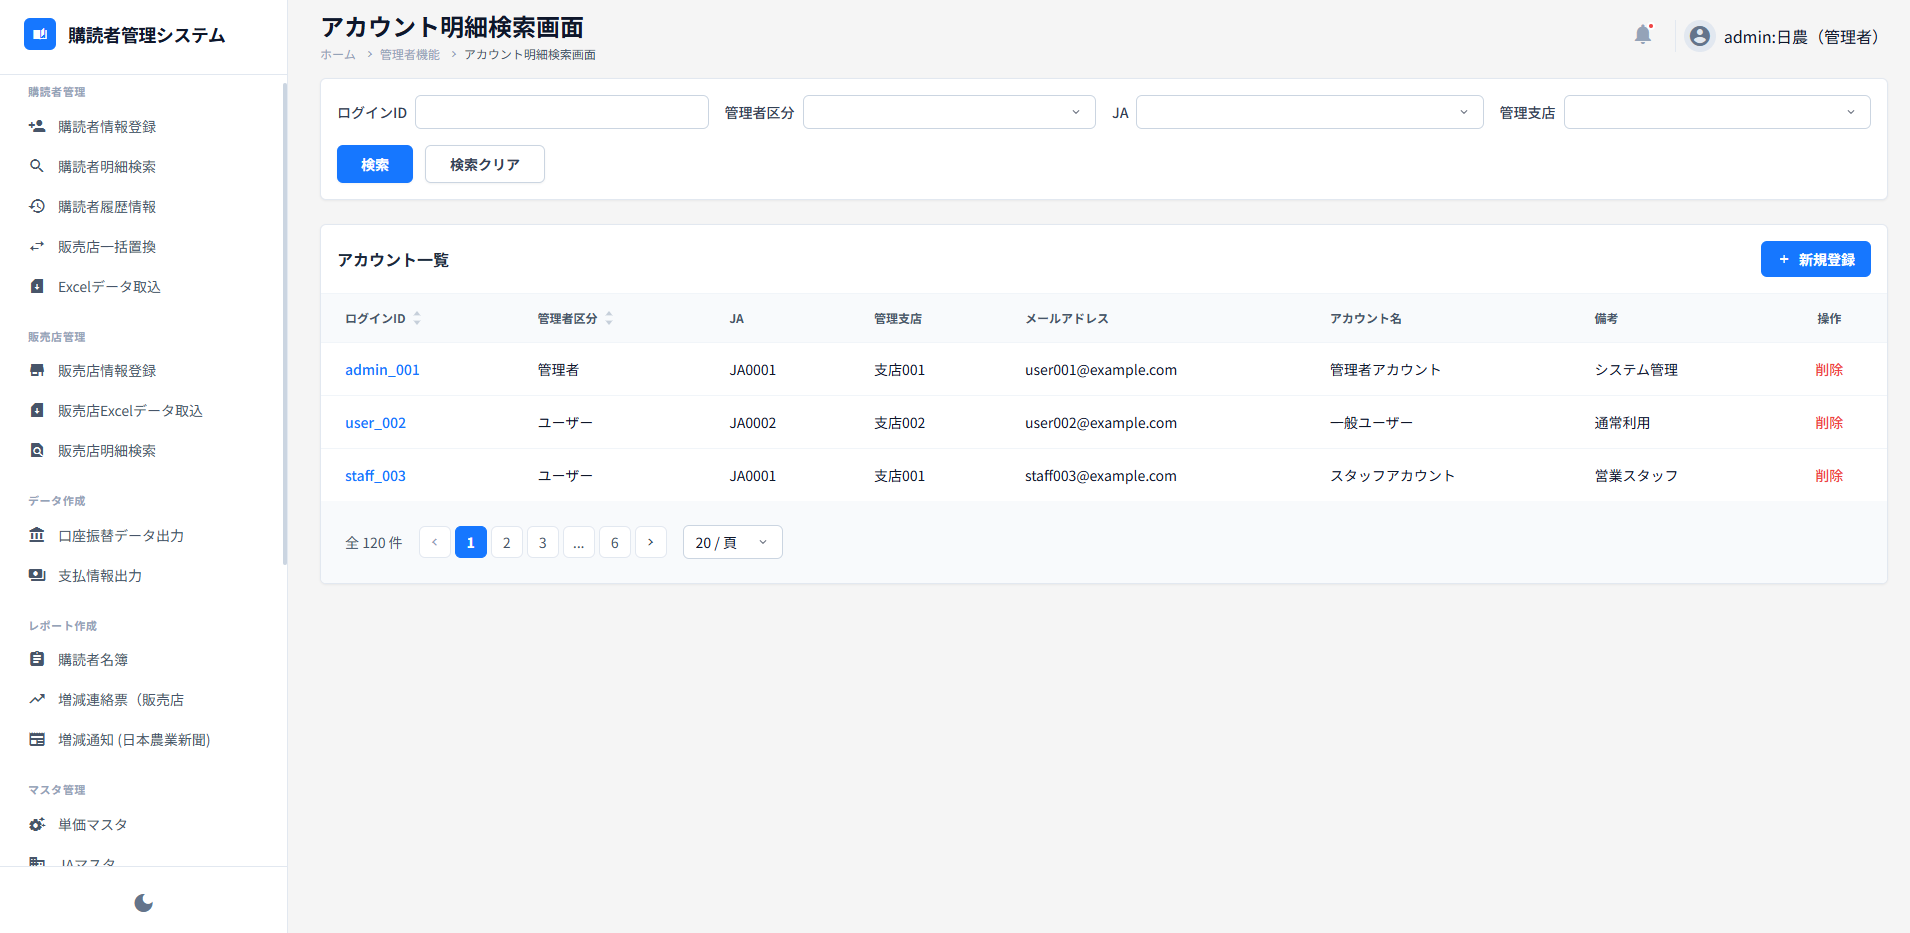 購読者管理システム
購読者管理
購読者情報登録
購読者明細検索
購読者履歴情報
販売店一括置換
Excelデータ取込
販売店管理
販売店情報登録
販売店Excelデータ取込
販売店明細検索
データ作成
口座振替データ出力
支払情報出力
レポート作成
購読者名簿
増減連絡票（販売店
増減通知 (日本農業新聞)
マスタ管理
単価マスタ
JAマスタ
アカウント明細検索画面
ホーム > 管理者機能 > アカウント明細検索画面
admin:日農（管理者）
ログインID 管理者区分 JA 管理支店
検索 検索クリア
アカウント一覧
+ 新規登録
ログインID 管理者区分 JA 管理支店 メールアドレス アカウント名 備考 操作
admin_001 管理者 JA0001 支店001 user001@example.com 管理者アカウント システム管理 削除
user_002 ユーザー JA0002 支店002 user002@example.com 一般ユーザー 通常利用 削除
staff_003 ユーザー JA0001 支店001 staff003@example.com スタッフアカウント 営業スタッフ 削除
全 120 件 < 1 2 3 ... 6 > 20 / 頁